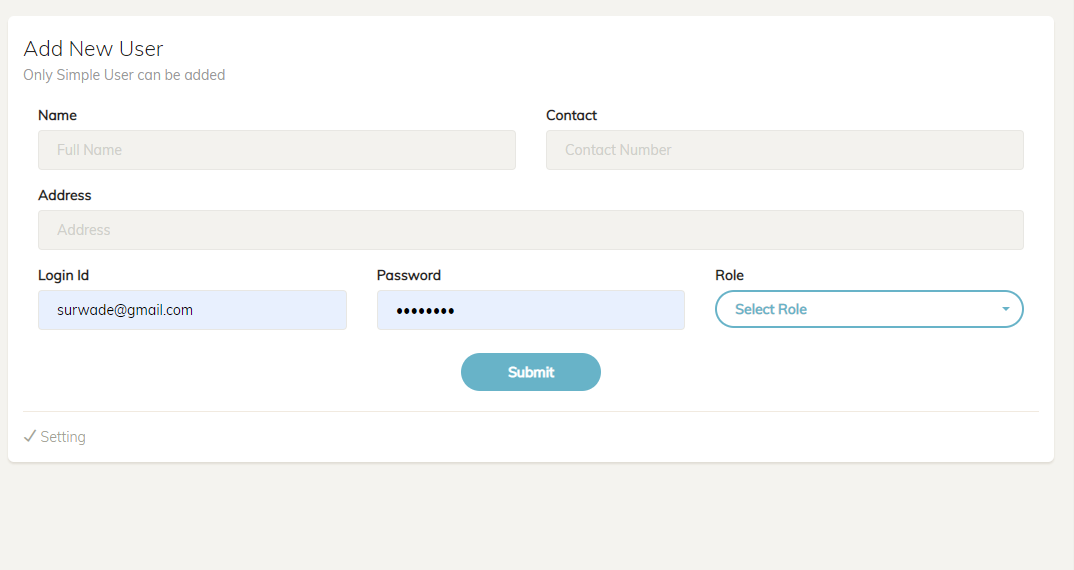 Add New User
Only Simple User can be added
Name Contact
Full Name Contact Number
Address
Address
Login Id Password Role
surwade@gmail.com •••••••• Select Role
Submit
Setting